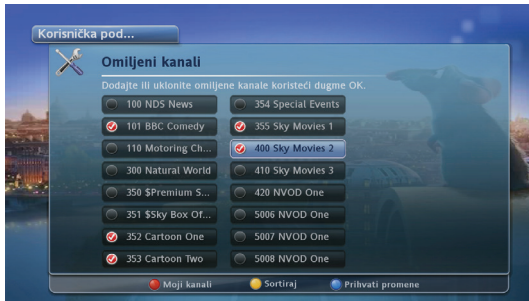 Korisnička pod...
Omiljeni kanali
Dodajte ili uklonite omiljene kanale koristeći dugme OK.
100 NDS News
101 BBC Comedy
110 Motoring Ch...
300 Natural World
350 $Premium S...
351 $Sky Box Of...
352 Cartoon One
353 Cartoon Two
354 Special Events
355 Sky Movies 1
400 Sky Movies 2
410 Sky Movies 3
420 NVOD One
5006 NVOD One
5007 NVOD One
5008 NVOD One
Moji kanali
Sortiraj
Prihvati promene